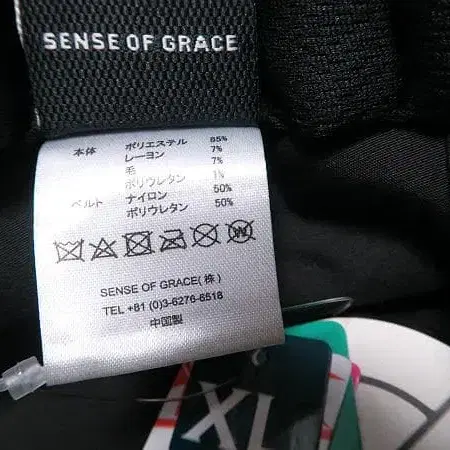 SENSE OF GRACE
本体 ポリエステル 85%
レーヨン 7%
毛 7%
ポリウレタン 1%
ベルト ナイロン 50%
ポリウレタン 50%
SENSE OF GRACE(株)
TEL +81 (0)3-6276-6518
中国製
XL